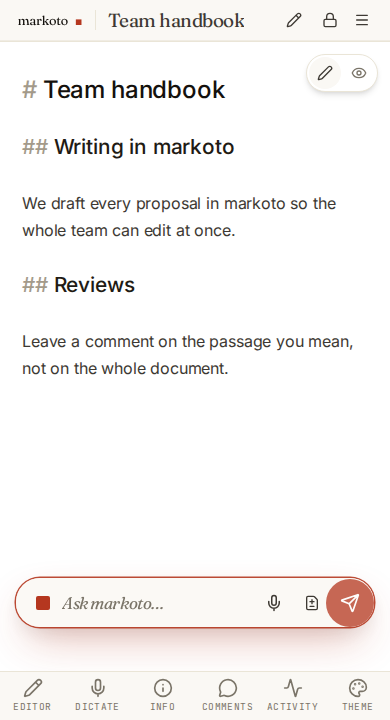 markoto
Team handbook
# Team handbook
## Writing in markoto
We draft every proposal in markoto so the
whole team can edit at once.
## Reviews
Leave a comment on the passage you mean,
not on the whole document.
Ask markoto...
EDITOR
DICTATE
INFO
COMMENTS
ACTIVITY
THEME